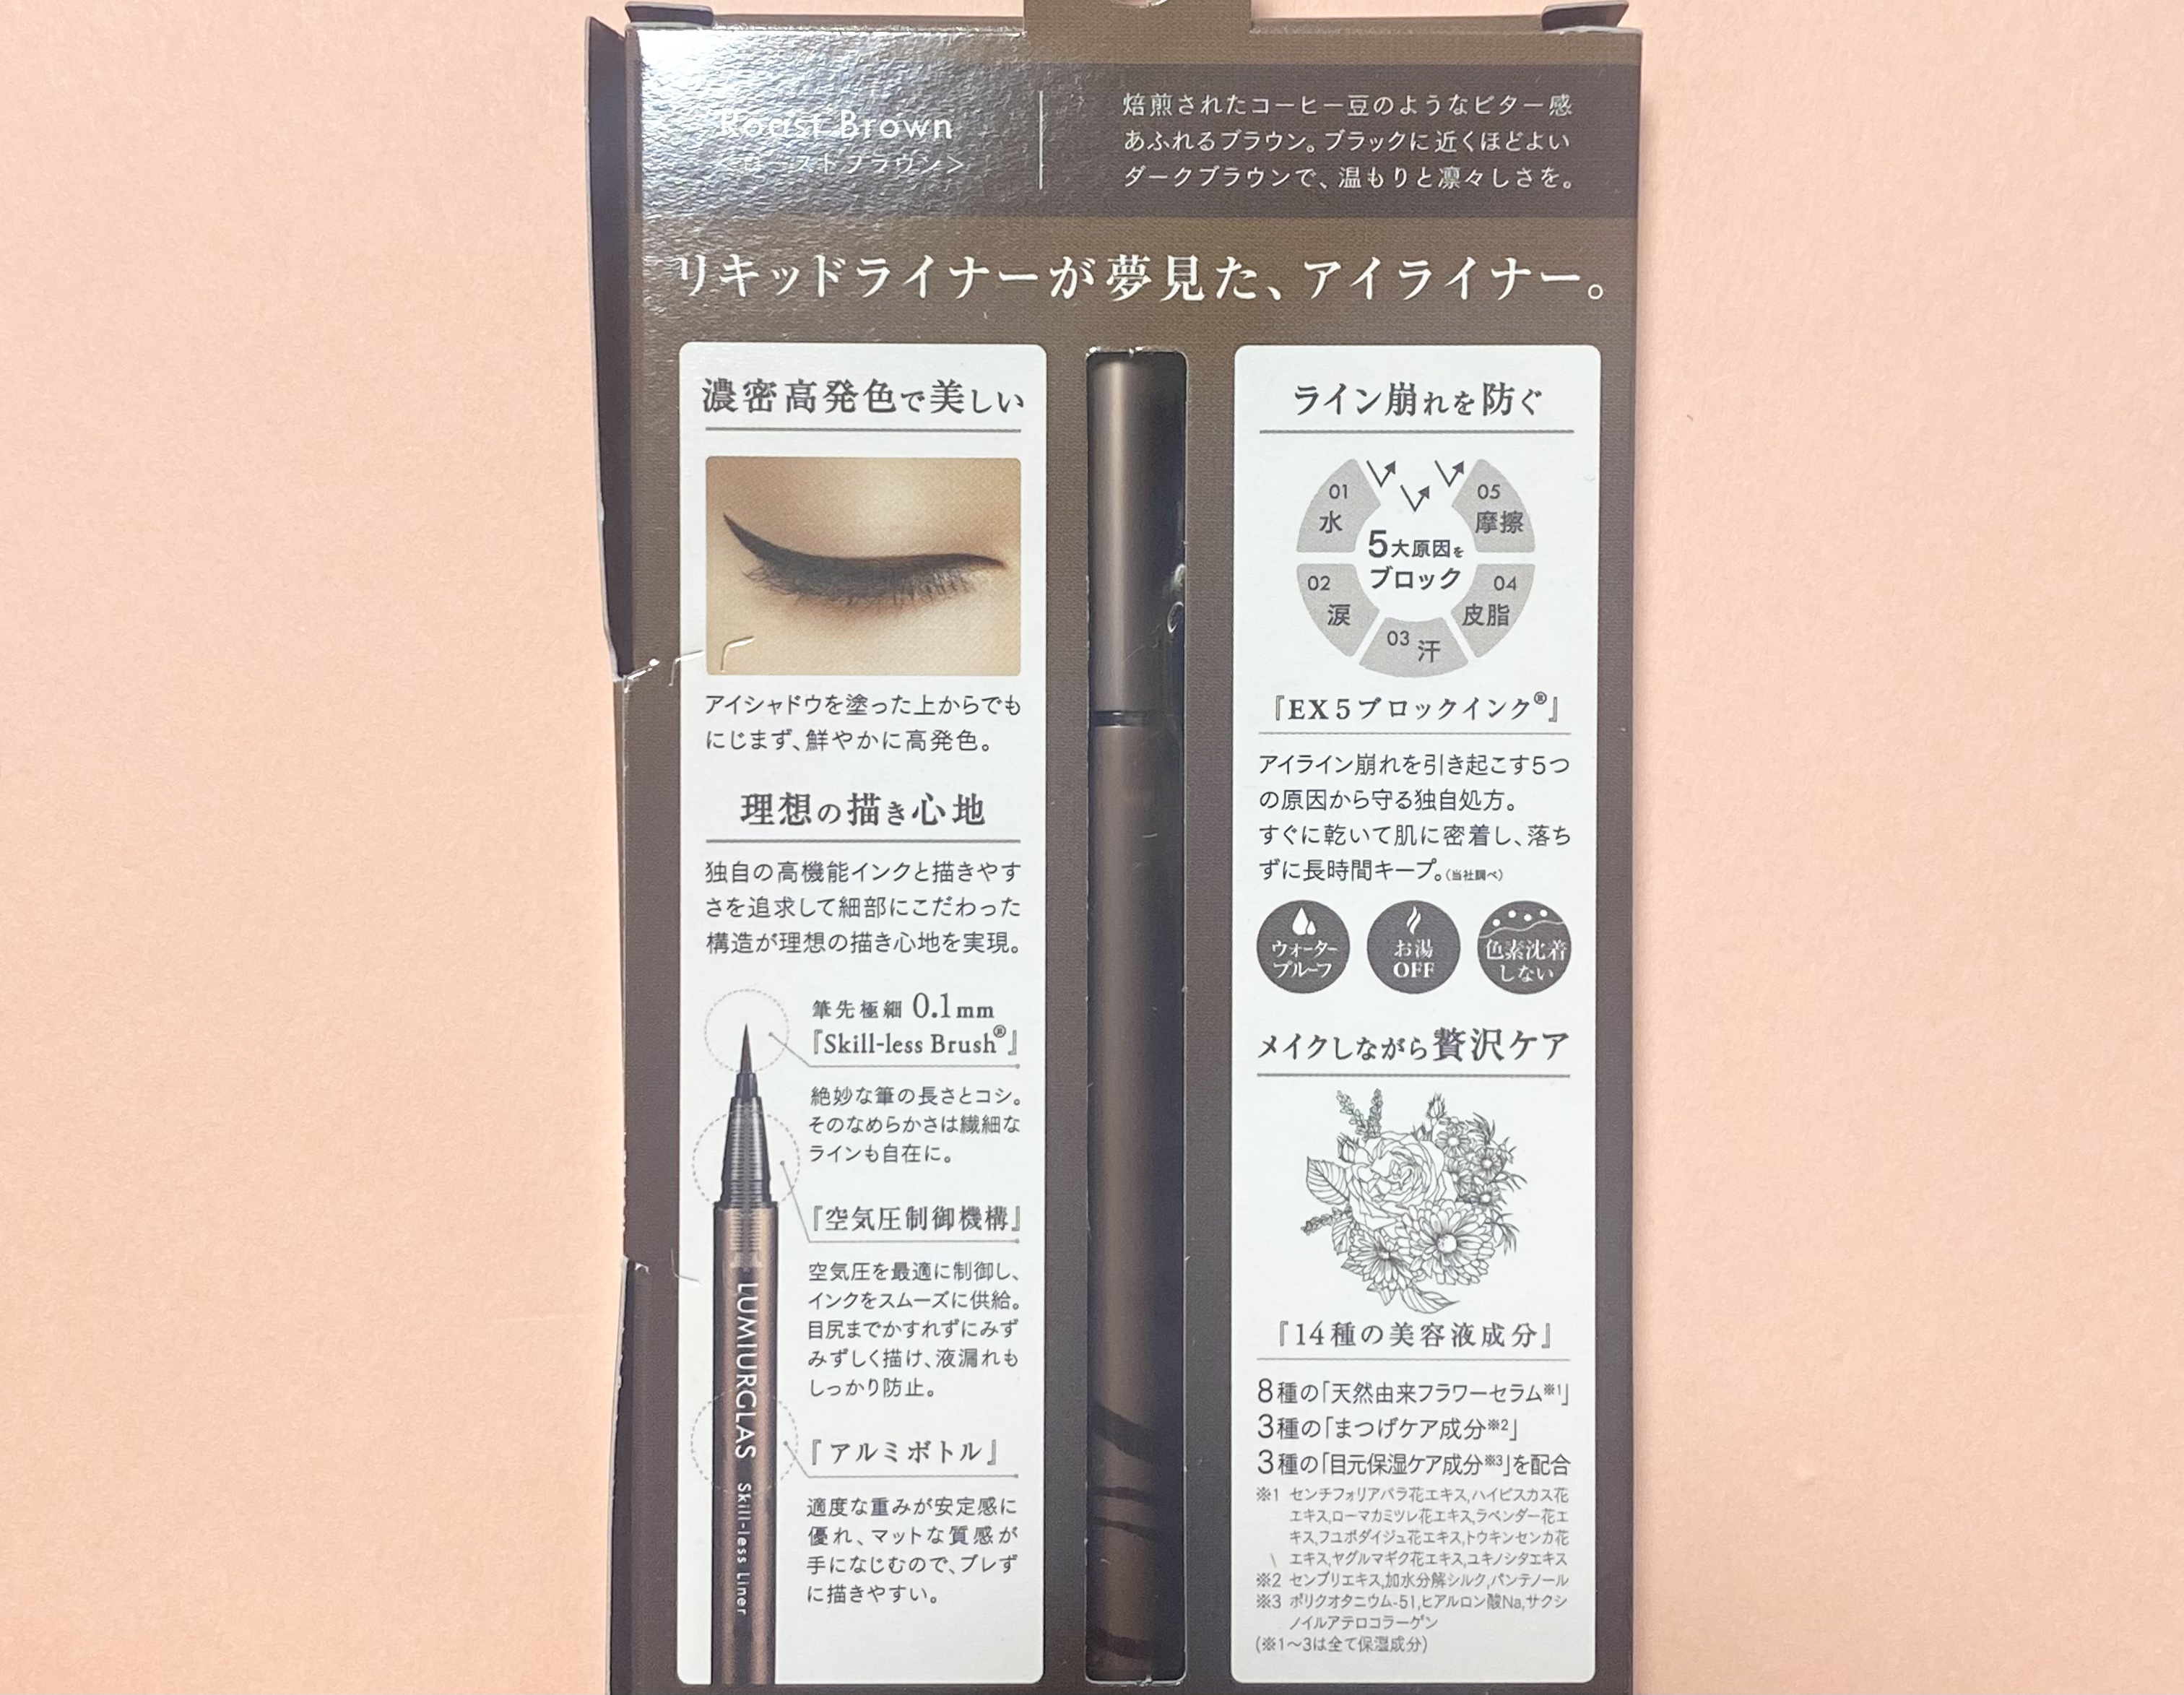 Roast Brown
＜ローストブラウン＞
焙煎されたコーヒー豆のようなビター感
あふれるブラウン。ブラックに近くほどよい
ダークブラウンで、温もりと凛々しさを。
リキッドライナーが夢見た、アイライナー。
濃密高発色で美しい
アイシャドウを塗った上からでも
にじまず、鮮やかに高発色。
理想の描き心地
独自の高機能インクと描きやす
さを追求して細部にこだわった
構造が理想の描き心地を実現。
筆先極細 0.1mm
『Skill-less Brush®』
絶妙な筆の長さとコシ。
そのなめらかさは繊細な
ラインも自在に。
『空気圧制御機構』
空気圧を最適に制御し、
インクをスムーズに供給。
目尻までかすれずにみず
みずしく描け、液漏れも
しっかり防止。
『アルミボトル』
適度な重みが安定感に
優れ、マットな質感が
手になじむので、ブレず
に描きやすい。
LUMIURGLAS Skill-less Liner
ライン崩れを防ぐ
01
水
02
涙
03 汗
04
皮脂
05
摩擦
5大原因を
ブロック
『EX5ブロックインク®』
アイライン崩れを引き起こす5つ
の原因から守る独自処方。
すぐに乾いて肌に密着し、落ち
ずに長時間キープ。(当社調べ)
ウォーター
プルーフ
お湯
OFF
色素沈着
しない
メイクしながら贅沢ケア
『14種の美容液成分』
8種の「天然由来フラワーセラム※1」
3種の「まつげケア成分※2」
3種の「目元保湿ケア成分※3」を配合
※1 センチフォリアバラ花エキス,ハイビスカス花
エキス,ローマカミツレ花エキス,ラベンダー花エ
キス,フユボダイジュ花エキス,トウキンセンカ花
エキス,ヤグルマギク花エキス,ユキノシタエキス
※2 センブリエキス,加水分解シルク,パンテノール
※3 ポリクオタニウム-51,ヒアルロン酸Na,サクシ
ノイルアテロコラーゲン
(※1～3は全て保湿成分)